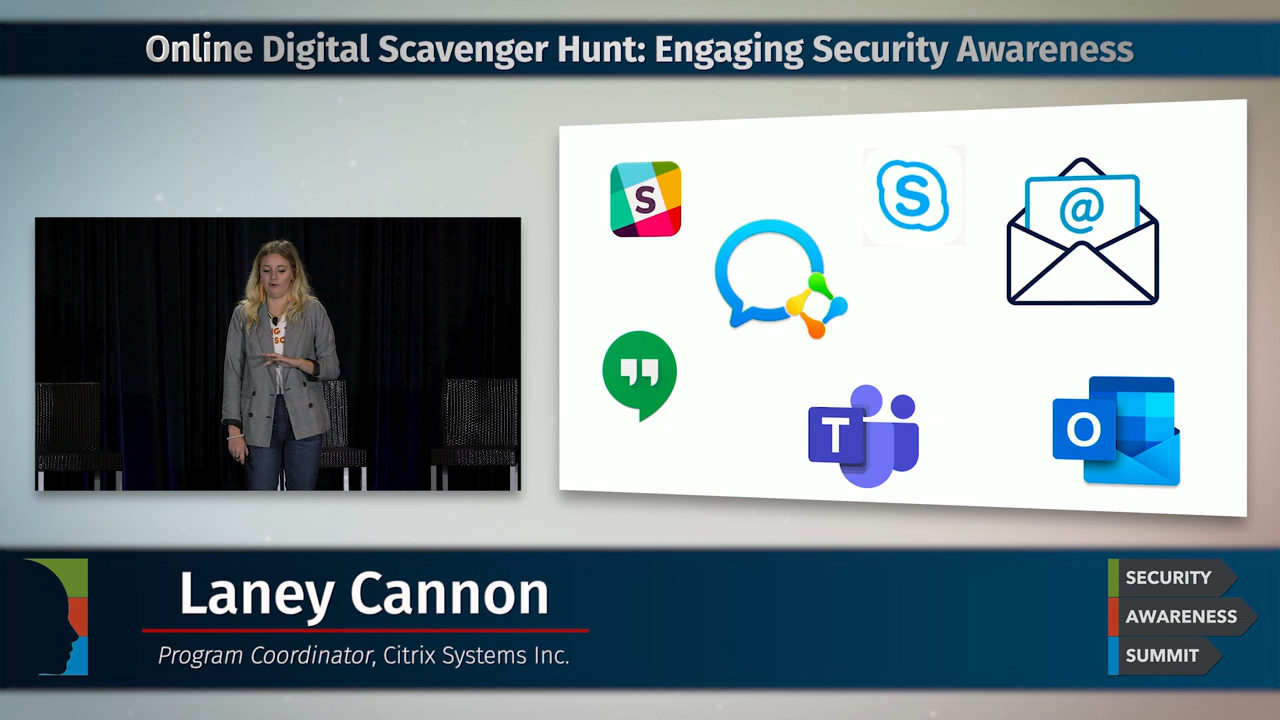 Online Digital Scavenger Hunt: Engaging Security Awareness
S
S
@
T
O
Laney Cannon
Program Coordinator, Citrix Systems Inc.
SECURITY
AWARENESS
SUMMIT